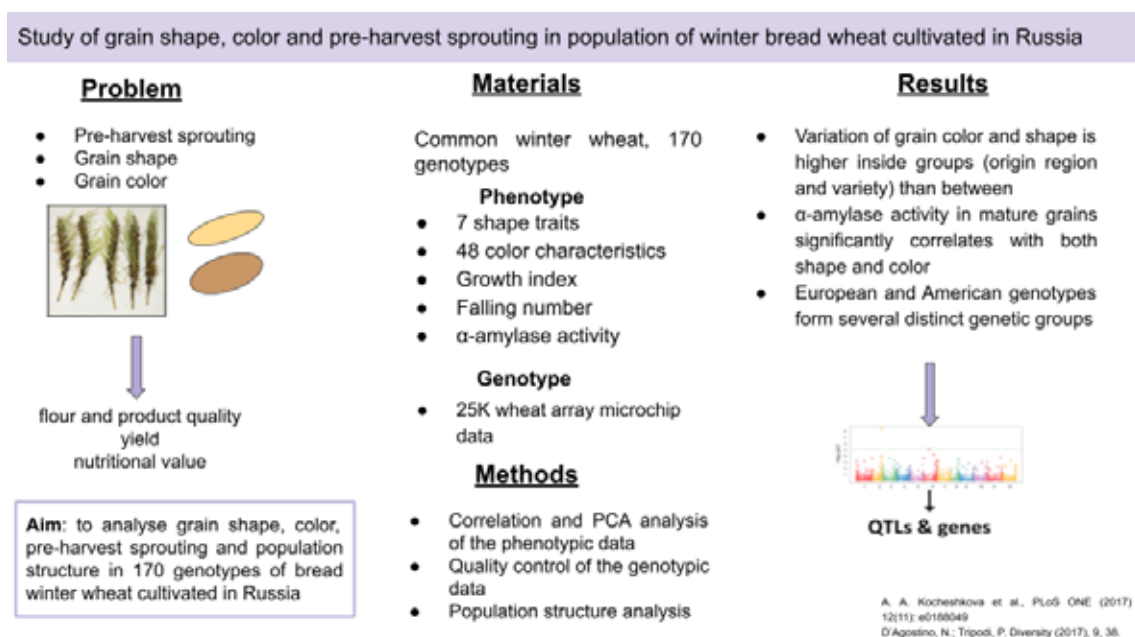 Study of grain shape, color and pre-harvest sprouting in population of winter bread wheat cultivated in Russia
Problem
● Pre-harvest sprouting
● Grain shape
● Grain color
flour and product quality
yield
nutritional value
Aim: to analyse grain shape, color,
pre-harvest sprouting and population
structure in 170 genotypes of bread
winter wheat cultivated in Russia
Materials
Common winter wheat, 170
genotypes
Phenotype
● 7 shape traits
● 48 color characteristics
● Growth index
● Falling number
● α-amylase activity
Genotype
● 25K wheat array microchip
data
Methods
● Correlation and PCA analysis
of the phenotypic data
● Quality control of the genotypic
data
● Population structure analysis
Results
● Variation of grain color and shape is
higher inside groups (origin region
and variety) than between
● α-amylase activity in mature grains
significantly correlates with both
shape and color
● European and American genotypes
form several distinct genetic groups
QTLs & genes
A. A. Kocheshkova et al., PLoS ONE (2017)
12(11): e0188049
D'Agostino, N.; Tripodi, P. Diversity (2017), 9, 38.